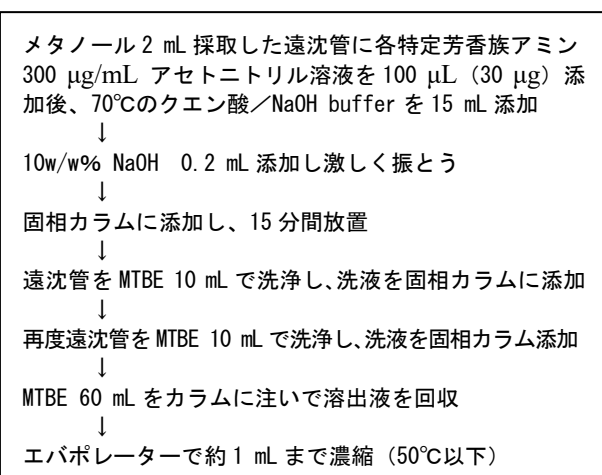 メタノール 2 mL 採取した遠沈管に各特定芳香族アミン
300 μg/mL アセトニトリル溶液を 100 μL（30 μg）添
加後、70℃のクエン酸／NaOH buffer を 15 mL 添加
↓
10w/w% NaOH 0.2 mL 添加し激しく振とう
↓
固相カラムに添加し、15 分間放置
↓
遠沈管を MTBE 10 mL で洗浄し、洗液を固相カラムに添加
↓
再度遠沈管を MTBE 10 mL で洗浄し、洗液を固相カラム添加
↓
MTBE 60 mL をカラムに注いで溶出液を回収
↓
エバポレーターで約 1 mL まで濃縮（50℃以下）